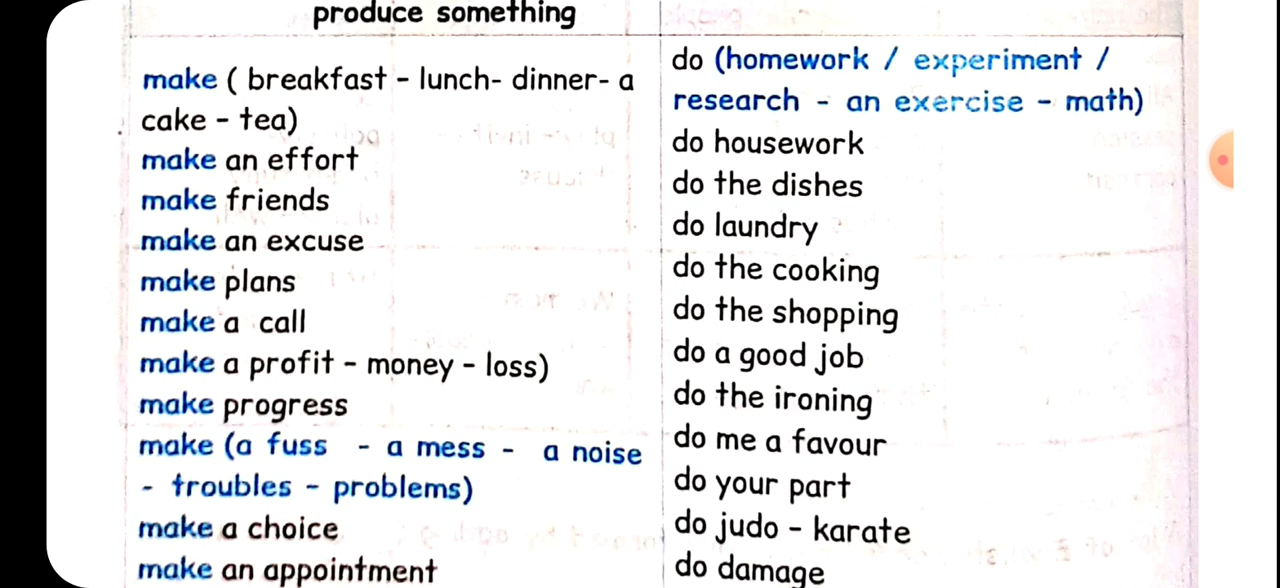 produce something
make ( breakfast - lunch- dinner- a
cake - tea)
make an effort
make friends
make an excuse
make plans
make a call
make a profit - money - loss)
make progress
make (a fuss - a mess - a noise
- troubles - problems)
make a choice
make an appointment
do (homework / experiment /
research - an exercise - math)
do housework
do the dishes
do laundry
do the cooking
do the shopping
do a good job
do the ironing
do me a favour
do your part
do judo - karate
do damage